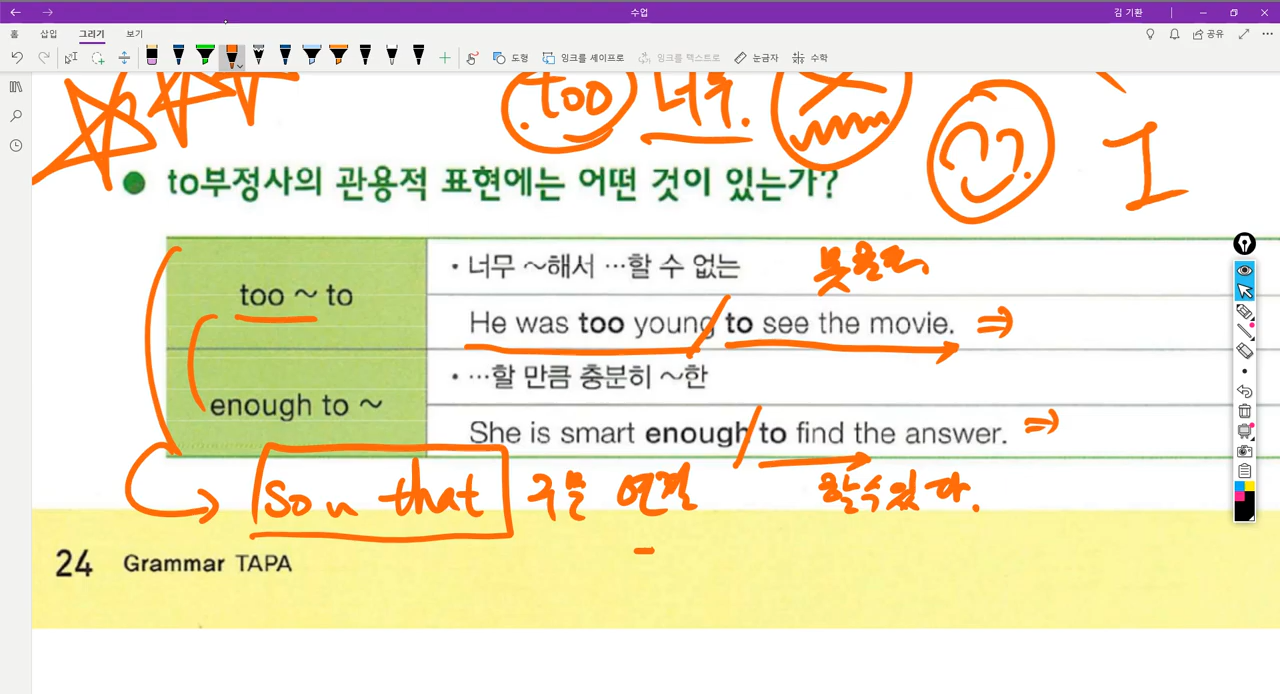 수업
김 기환
홈 삽입 그리기 보기
공유
도형 잉크를 셰이프로 잉크를 텍스트로 눈금자 수학
too 너무.
1
to부정사의 관용적 표현에는 어떤 것이 있는가?
too ~ to
· 너무 ~해서 …할 수 없는
He was too young to see the movie. ⇒
enough to ~
· …할 만큼 충분히 ~한
She is smart enough to find the answer. ⇒
so ~ that 구문 연결 할 수 있다.
24 Grammar TAPA